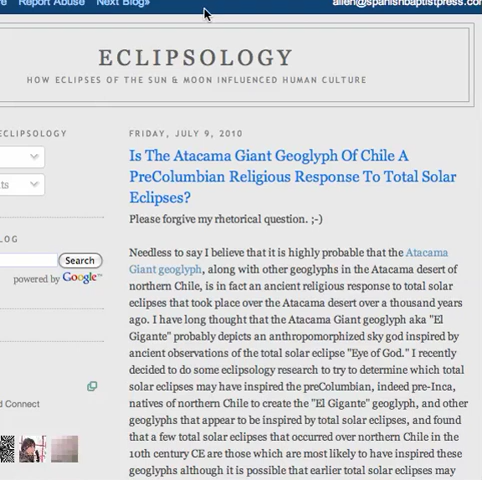 Report Abuse Next Blog»
allen@spanishbaptistpress.co
ECLIPSOLOGY
HOW ECLIPSES OF THE SUN & MOON INFLUENCED HUMAN CULTURE
ECLIPSOLOGY
FRIDAY, JULY 9, 2010
Is The Atacama Giant Geoglyph Of Chile A
PreColumbian Religious Response To Total Solar
Eclipses?
Please forgive my rhetorical question. ;-)
Search
powered by Google™
Needless to say I believe that it is highly probable that the Atacama
Giant geoglyph, along with other geoglyphs in the Atacama desert of
northern Chile, is in fact an ancient religious response to total solar
eclipses that took place over the Atacama desert over a thousand years
ago. I have long thought that the Atacama Giant geoglyph aka "El
Gigante" probably depicts an anthropomorphized sky god inspired by
ancient observations of the total solar eclipse "Eye of God." I recently
decided to do some eclipsology research to try to determine which total
solar eclipses may have inspired the preColumbian, indeed pre-Inca,
natives of northern Chile to create the "El Gigante" geoglyph, and other
geoglyphs that appear to be inspired by total solar eclipses, and found
that a few total solar eclipses that occurred over northern Chile in the
10th century CE are those which are most likely to have inspired these
geoglyphs although it is possible that earlier total solar eclipses may
d Connect